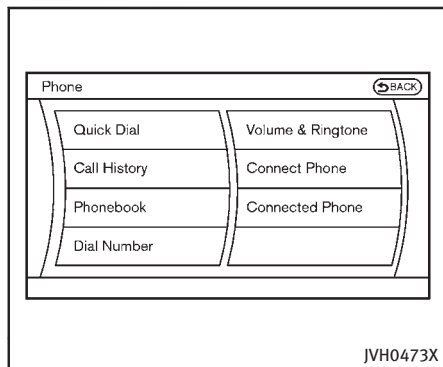 Phone
BACK
Quick Dial
Call History
Phonebook
Dial Number
Volume & Ringtone
Connect Phone
Connected Phone
JVH0473X